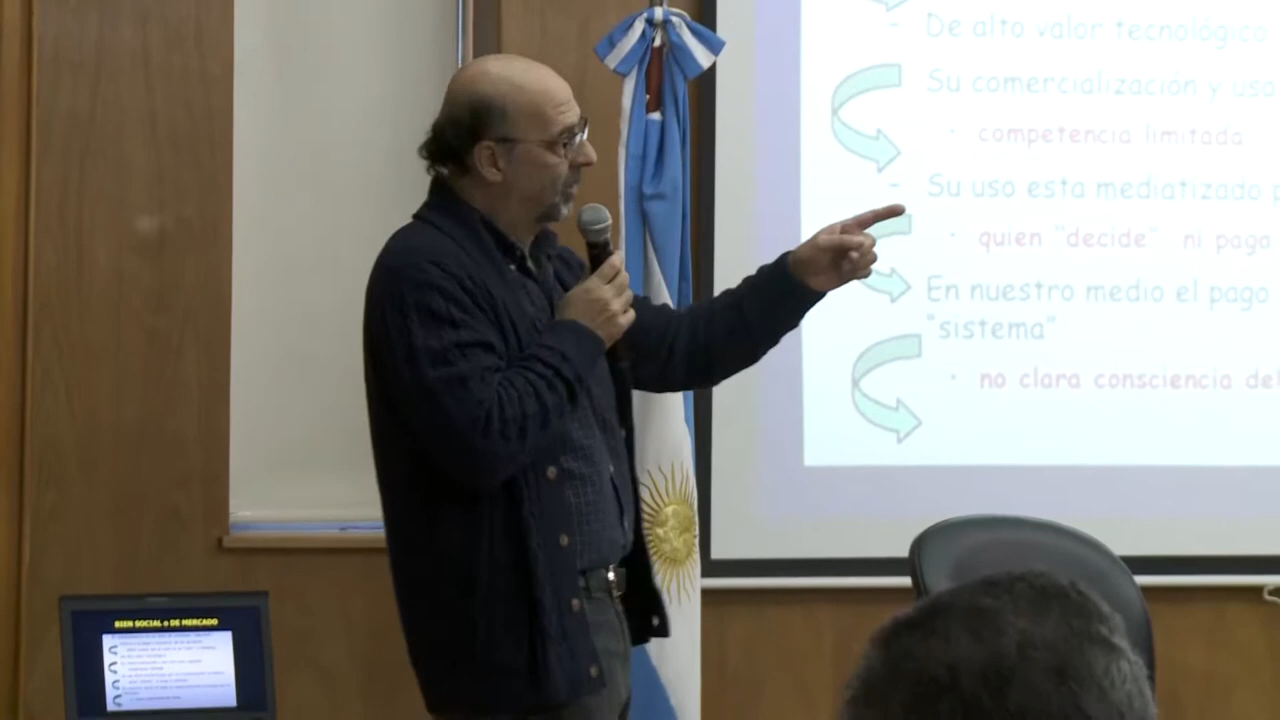 - De alto valor tecnológico
Su comercialización y uso
· competencia limitada
- Su uso esta mediatizado p
· quien "decide" ni paga
En nuestro medio el pago
"sistema"
· no clara consciencia del
BIEN SOCIAL o DE MERCADO